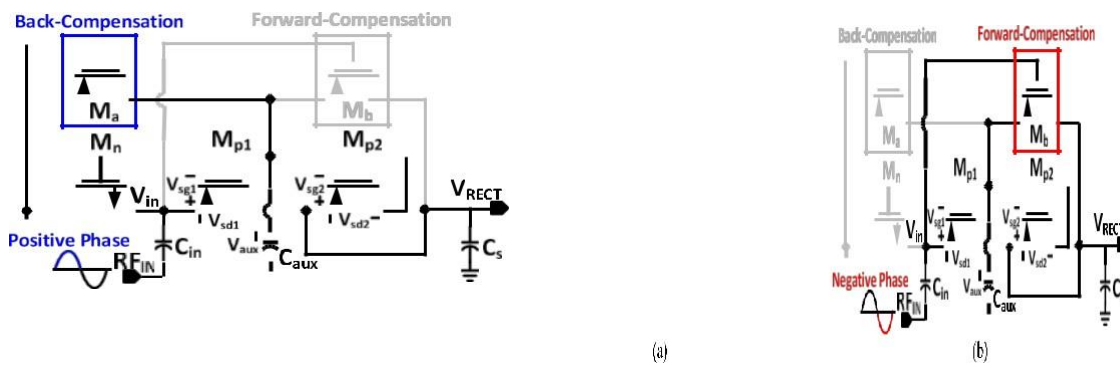 Back-Compensation
Forward-Compensation
Ma
Mb
Mn
Mp1
Mp2
Vsg1
Vsg2
Vin
Vsd1
Vsd2
VRECT
Positive Phase
Cin
Vaux
Caux
Cs
RFIN
(a)
Back-Compensation
Forward-Compensation
Ma
Mb
Mn
Mp1
Mp2
Vsg1
Vsg2
Vin
Vsd1
Vsd2
VRECT
Negative Phase
Cin
Vaux
Caux
C
RFIN
(b)